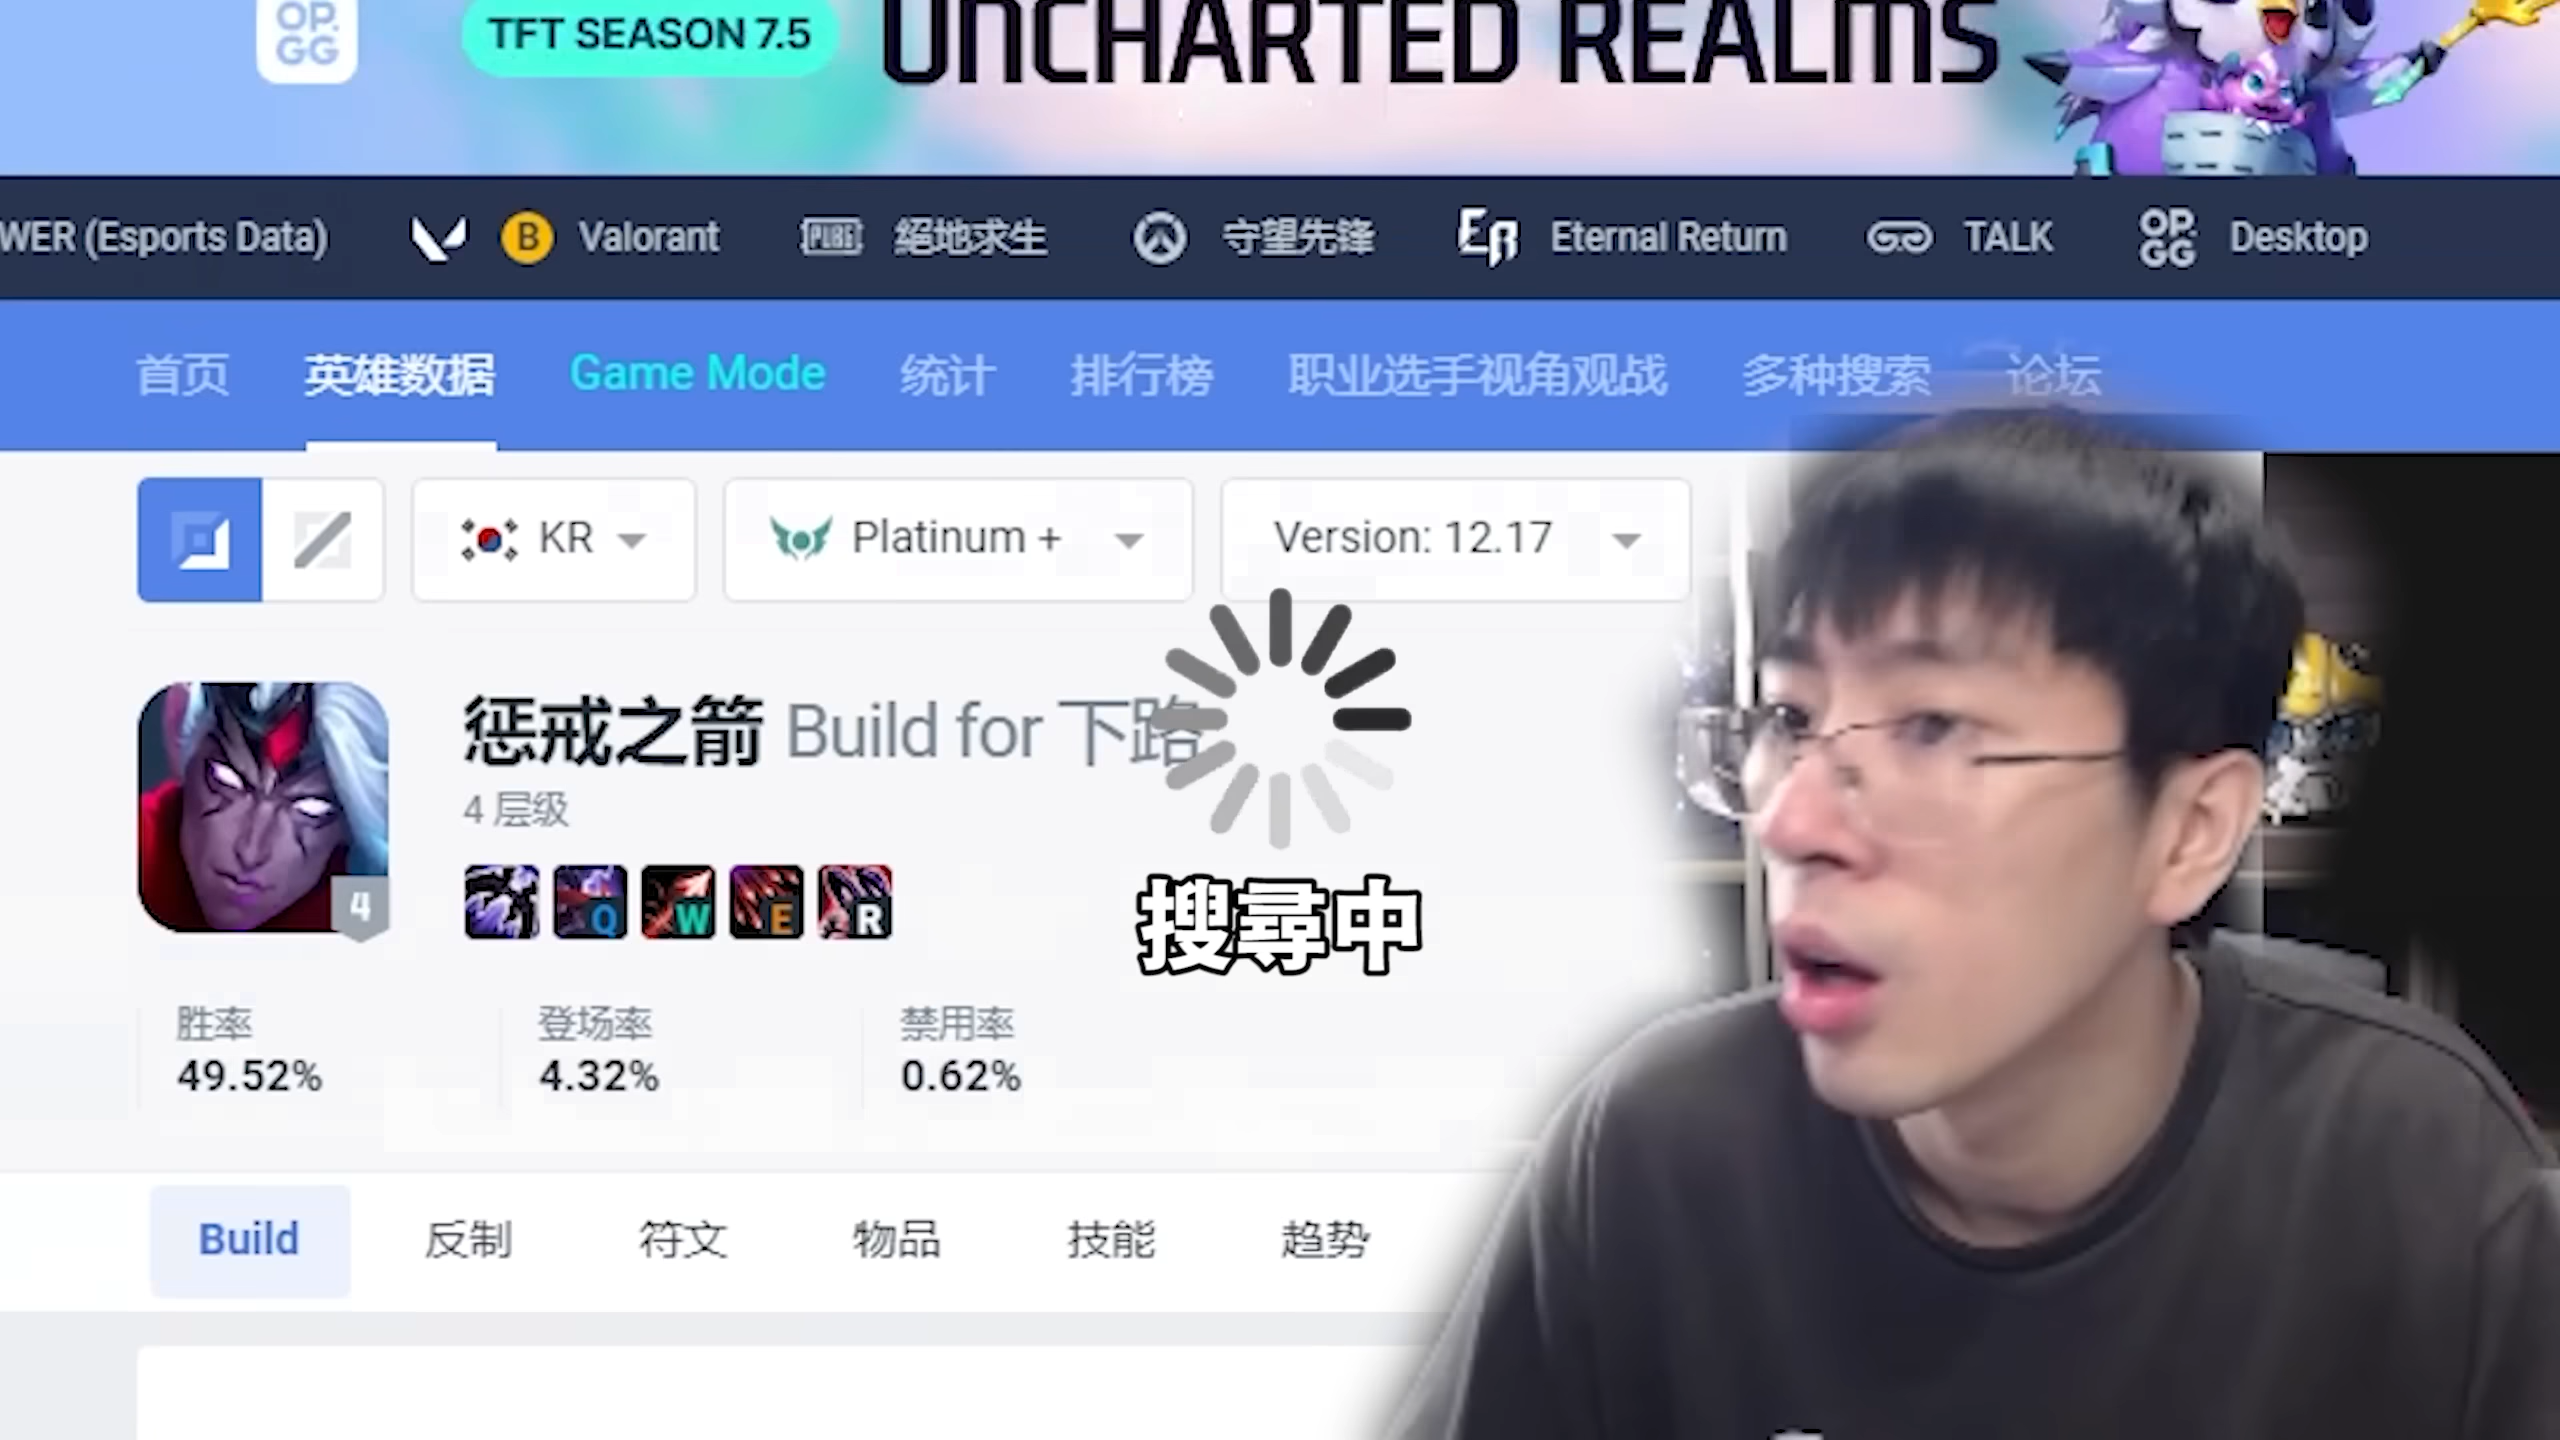 OP.
GG
TFT SEASON 7.5
UNCHARTED REALMS
WER (Esports Data)
B
Valorant
PUBG
絕地求生
守望先锋
ER
Eternal Return
TALK
OP.
GG
Desktop
首页
英雄数据
Game Mode
统计
排行榜
职业选手视角观战
多种搜索
论坛
KR
Platinum +
Version: 12.17
惩戒之箭 Build for 下路
4
4 层级
Q
W
E
R
搜尋中
胜率
登场率
禁用率
49.52%
4.32%
0.62%
Build
反制
符文
物品
技能
趋势